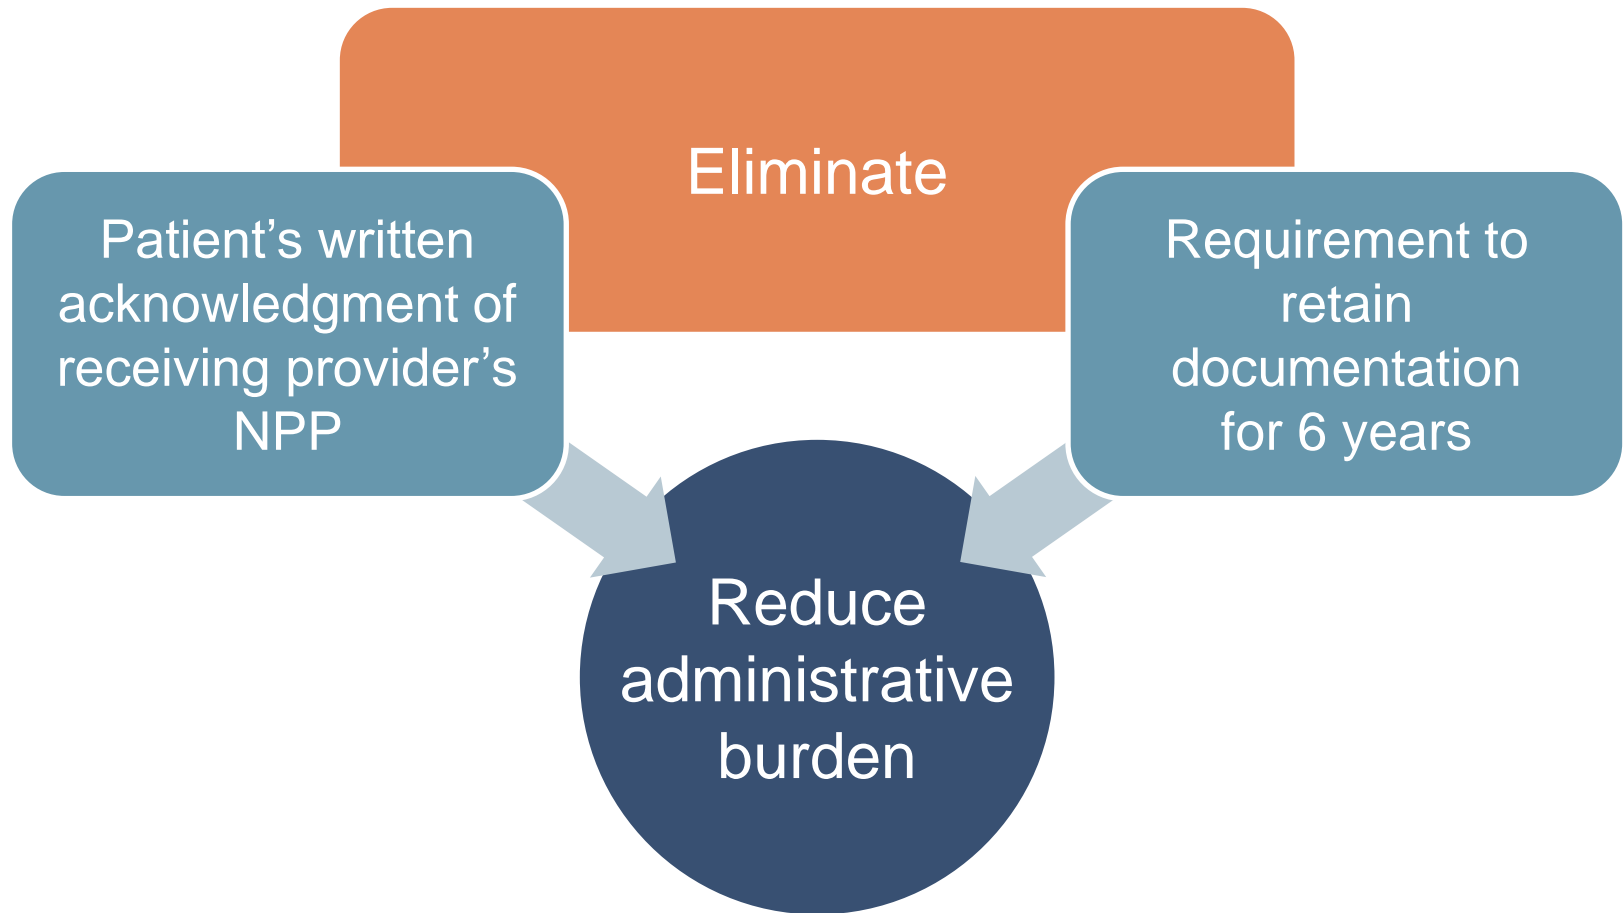 Eliminate
Patient’s written
acknowledgment of
receiving provider’s
NPP
Requirement to
retain
documentation
for 6 years
Reduce
administrative
burden